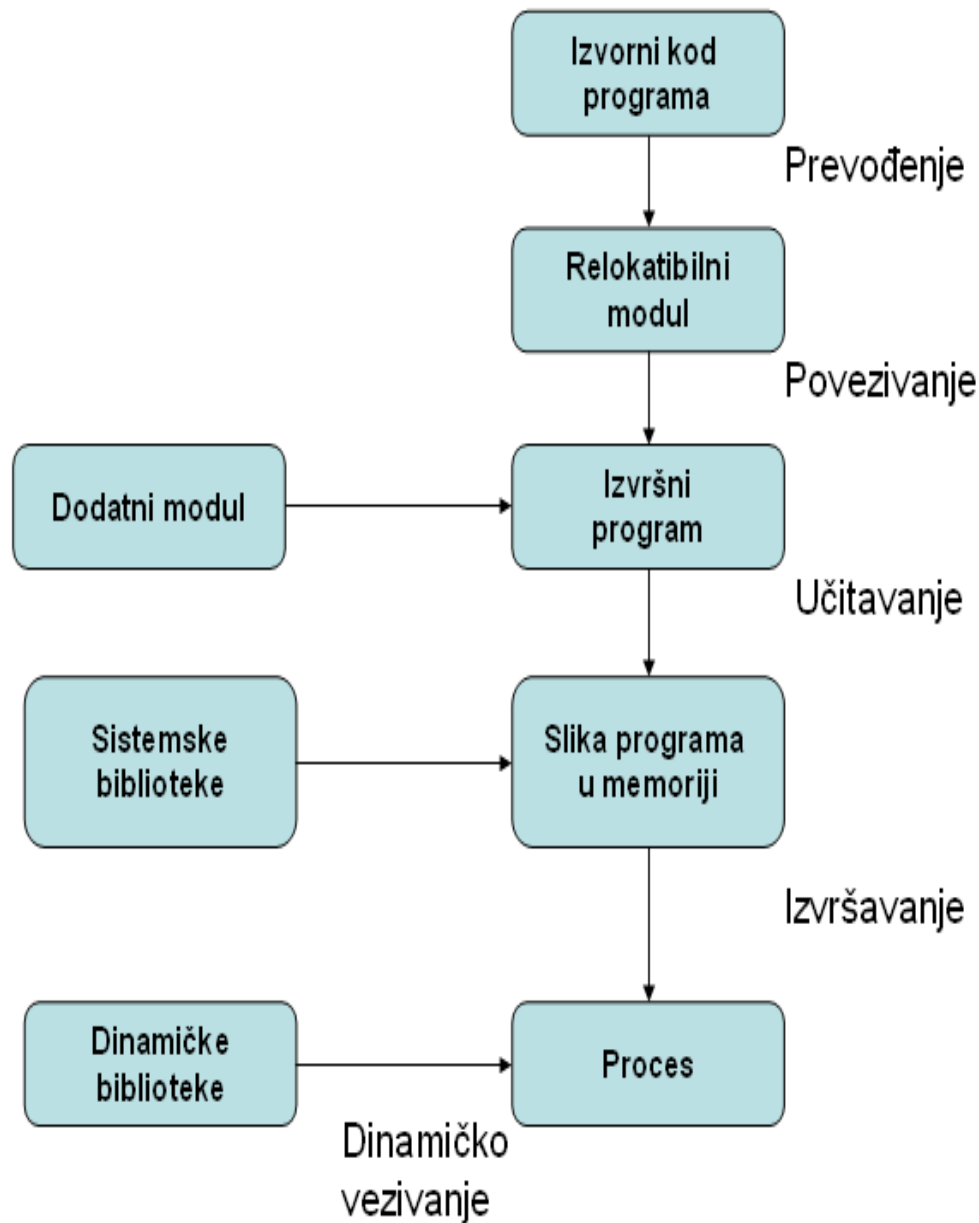 Izvorni kod
programa
Prevođenje
Relokatibilni
modul
Povezivanje
Dodatni modul
Izvršni
program
Učitavanje
Sistemske
biblioteke
Slika programa
u memoriji
Izvršavanje
Dinamičke
biblioteke
Proces
Dinamičko
vezivanje